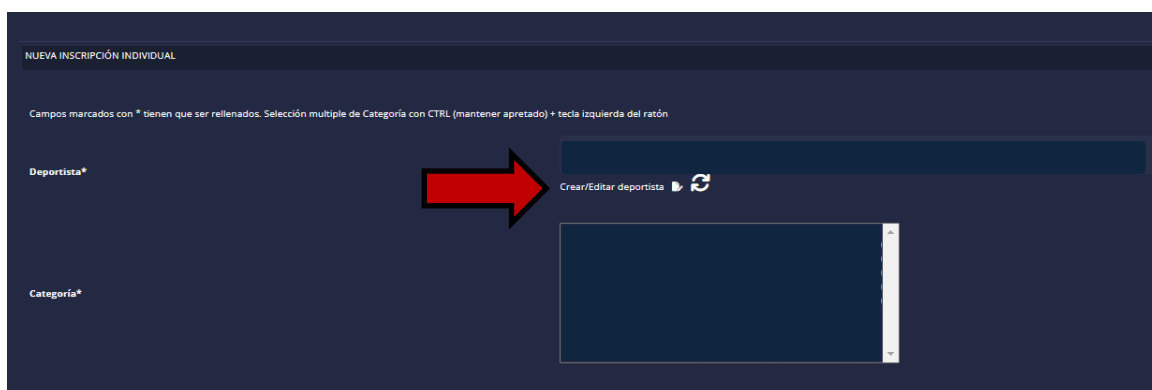 NUEVA INSCRIPCIÓN INDIVIDUAL
Campos marcados con * tienen que ser rellenados. Selección multiple de Categoría con CTRL (mantener apretado) + tecla izquierda del ratón
Deportista*
Crear/Editar deportista
Categoría*